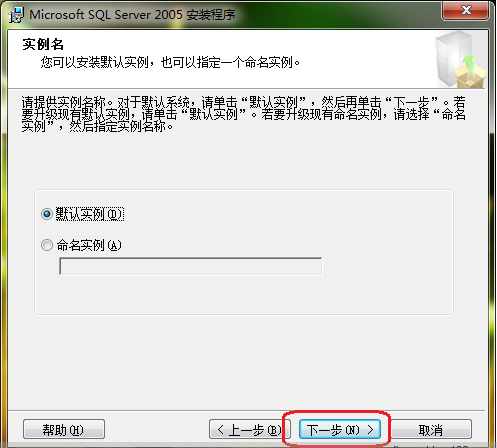 Microsoft SQL Server 2005 安装程序
实例名
您可以安装默认实例，也可以指定一个命名实例。
请提供实例名称。对于默认系统，请单击“默认实例”，然后再单击“下一步”。若
要升级现有默认实例，请单击“默认实例”。若要升级现有命名实例，请选择“命名
实例”，然后指定实例名称。
默认实例(D)
命名实例(A)
帮助(H)
< 上一步(B)
下一步(N) >
取消